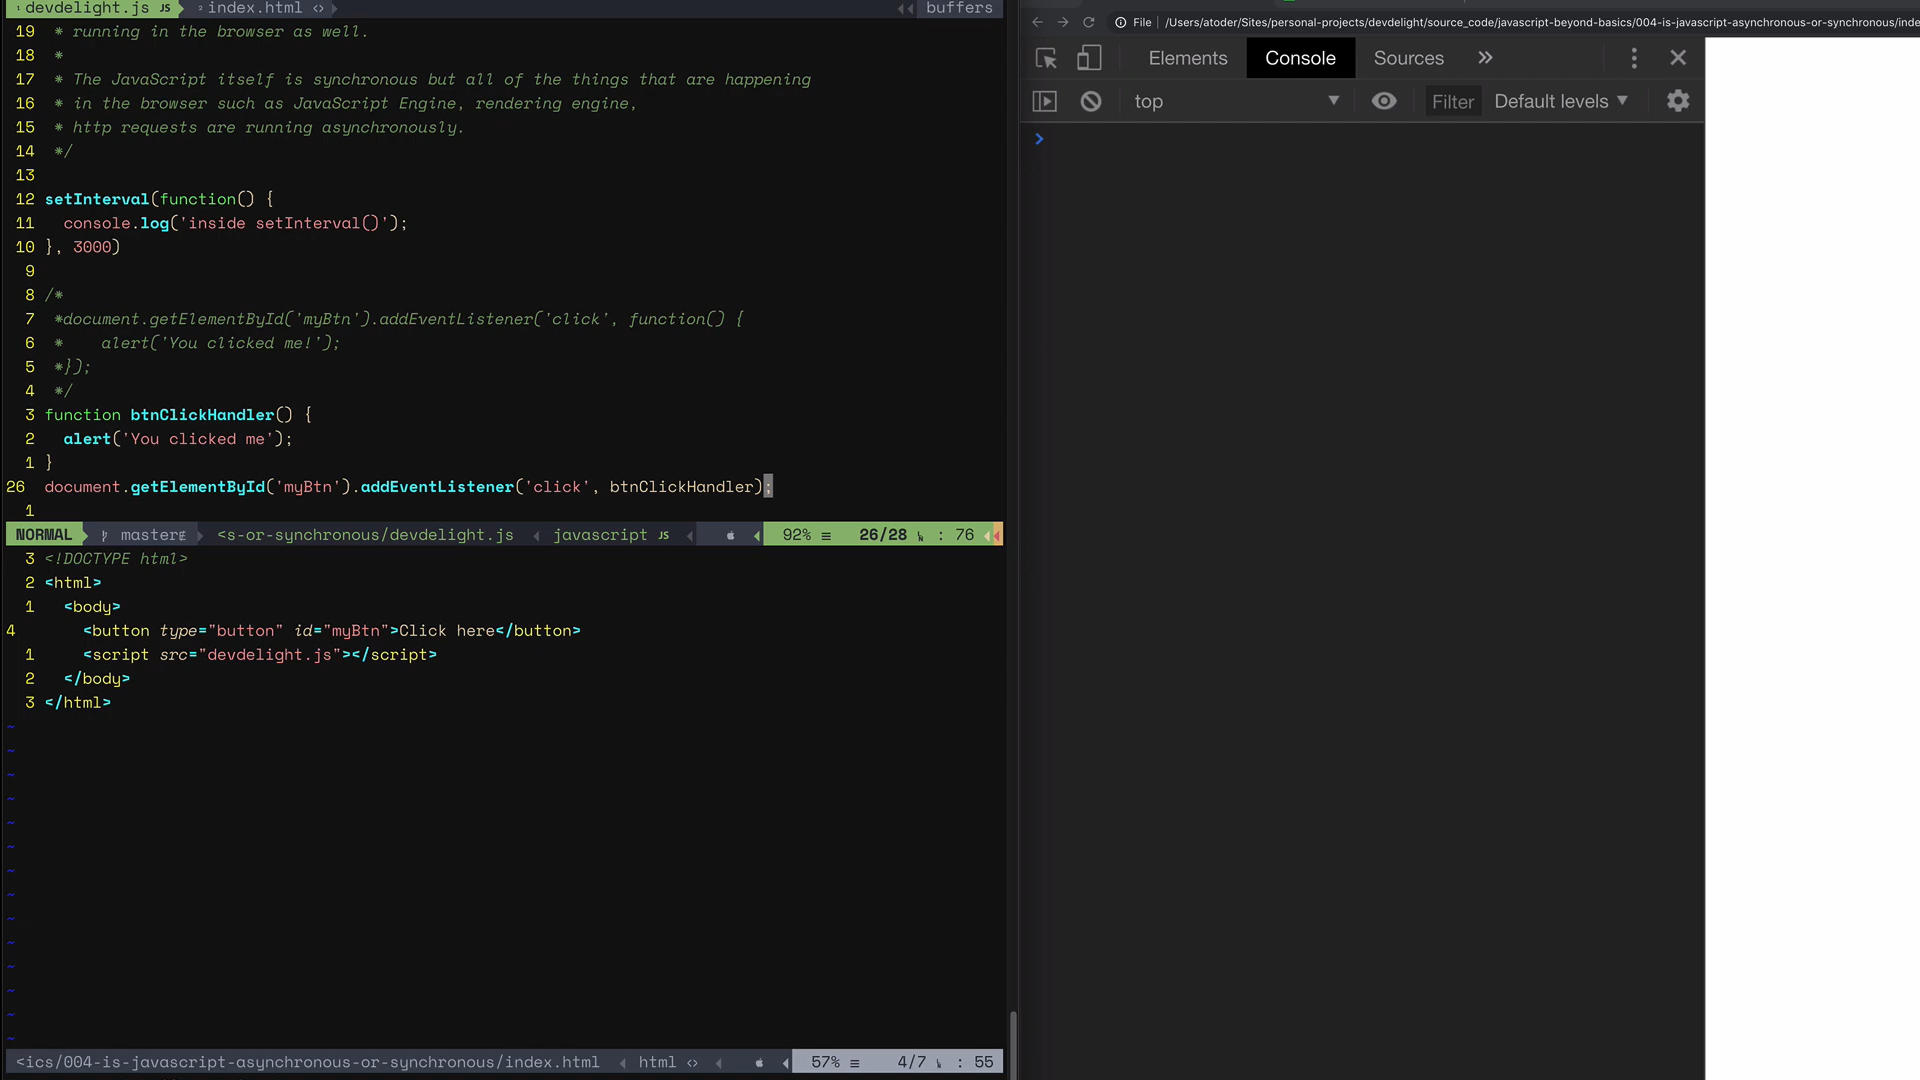 1 devdelight.js JS 2 index.html <> buffers
19 * running in the browser as well.
18 *
17 * The JavaScript itself is synchronous but all of the things that are happening
16 * in the browser such as JavaScript Engine, rendering engine,
15 * http requests are running asynchronously.
14 */
13
12 setInterval(function() {
11 console.log('inside setInterval()');
10 }, 3000)
9
8 /*
7 *document.getElementById('myBtn').addEventListener('click', function() {
6 * alert('You clicked me!');
5 *});
4 */
3 function btnClickHandler() {
2 alert('You clicked me');
1 }
26 document.getElementById('myBtn').addEventListener('click', btnClickHandler);
1
NORMAL master <s-or-synchronous/devdelight.js javascript JS 92% ≡ 26/28 : 76
3 <!DOCTYPE html>
2 <html>
1 <body>
4 <button type="button" id="myBtn">Click here</button>
1 <script src="devdelight.js"></script>
2 </body>
3 </html>
~
~
~
~
~
~
~
~
~
~
~
~
~
~
<ics/004-is-javascript-asynchronous-or-synchronous/index.html html <> 57% ≡ 4/7 : 55
File | /Users/atoder/Sites/personal-projects/devdelight/source_code/javascript-beyond-basics/004-is-javascript-asynchronous-or-synchronous/inde
Elements Console Sources »
top Filter Default levels
>